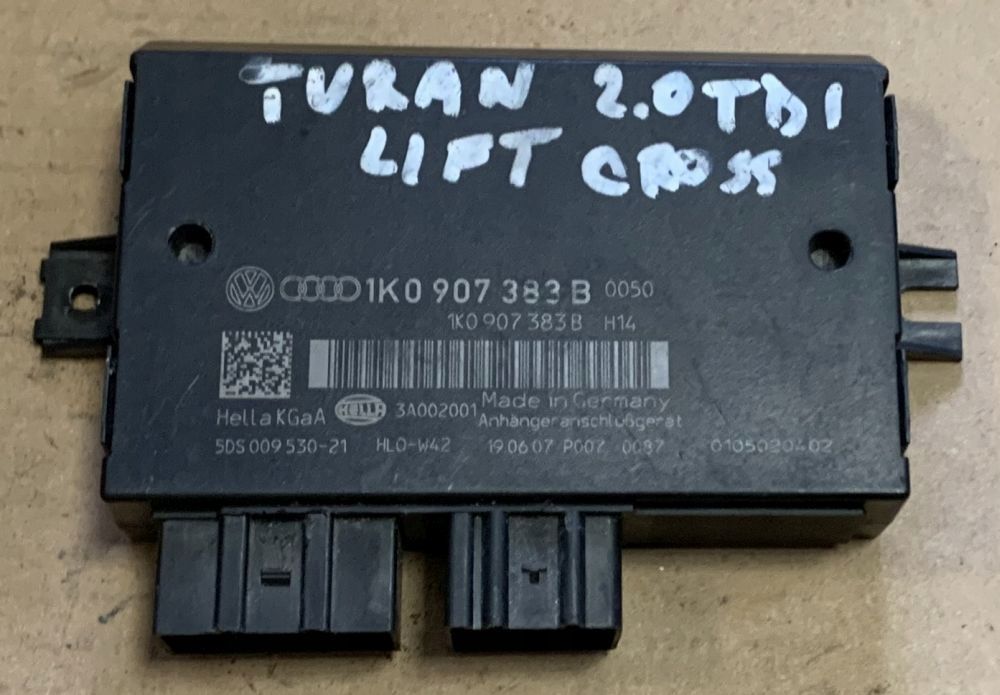 TURAN 2.0TDI
LIFT CROSS
1K0 907 383 B 0050
1K0 907 383 B H14
Hella KGaA HELLA 3A002001 Made in Germany
Anhängeranschlußgerät
5DS 009 530-21 HLO-W42 19.06.07 P007 0087 0105020402